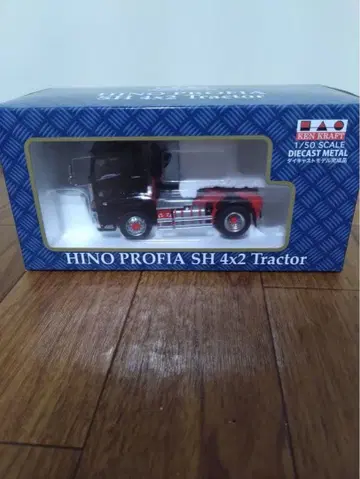 HINO PROFIA
SH 4x2 Tractor
KEN KRAFT
1/50 SCALE
DIECAST METAL
ダイキャストモデル完成品
HINO PROFIA SH 4x2 Tractor